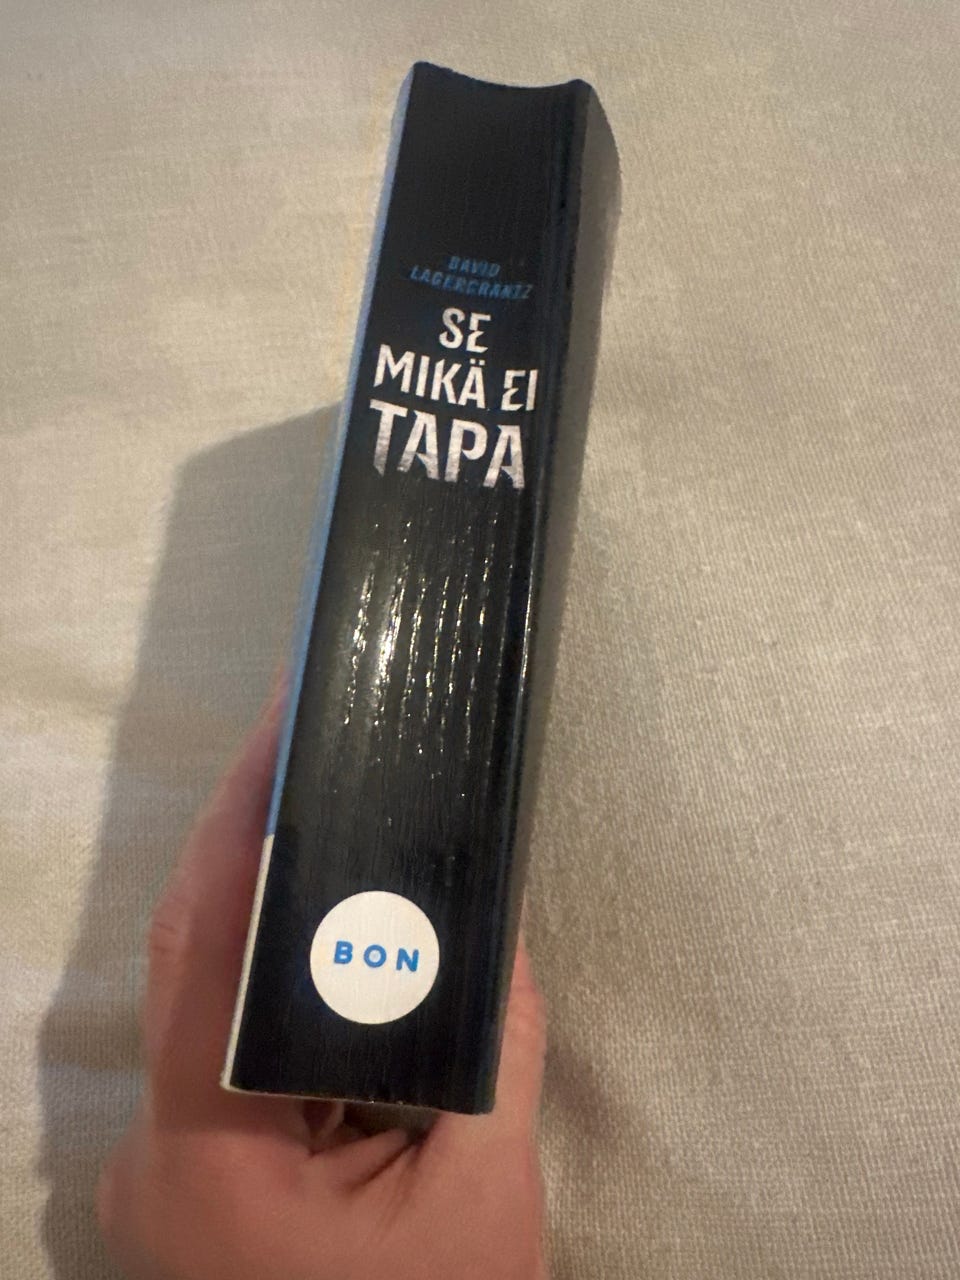 DAVID
LAGERCRANTZ
SE
MIKÄ EI
TAPA
BON